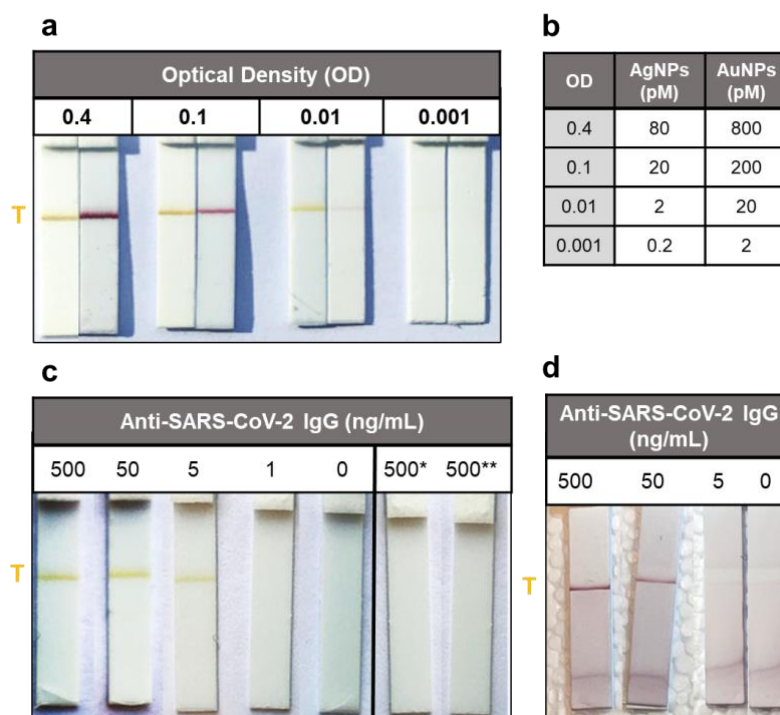 a
Optical Density (OD)
0.4 0.1 0.01 0.001
T
b
OD AgNPs (pM) AuNPs (pM)
0.4 80 800
0.1 20 200
0.01 2 20
0.001 0.2 2
c
Anti-SARS-CoV-2 IgG (ng/mL)
500 50 5 1 0 500* 500**
T
d
Anti-SARS-CoV-2 IgG
(ng/mL)
500 50 5 0
T